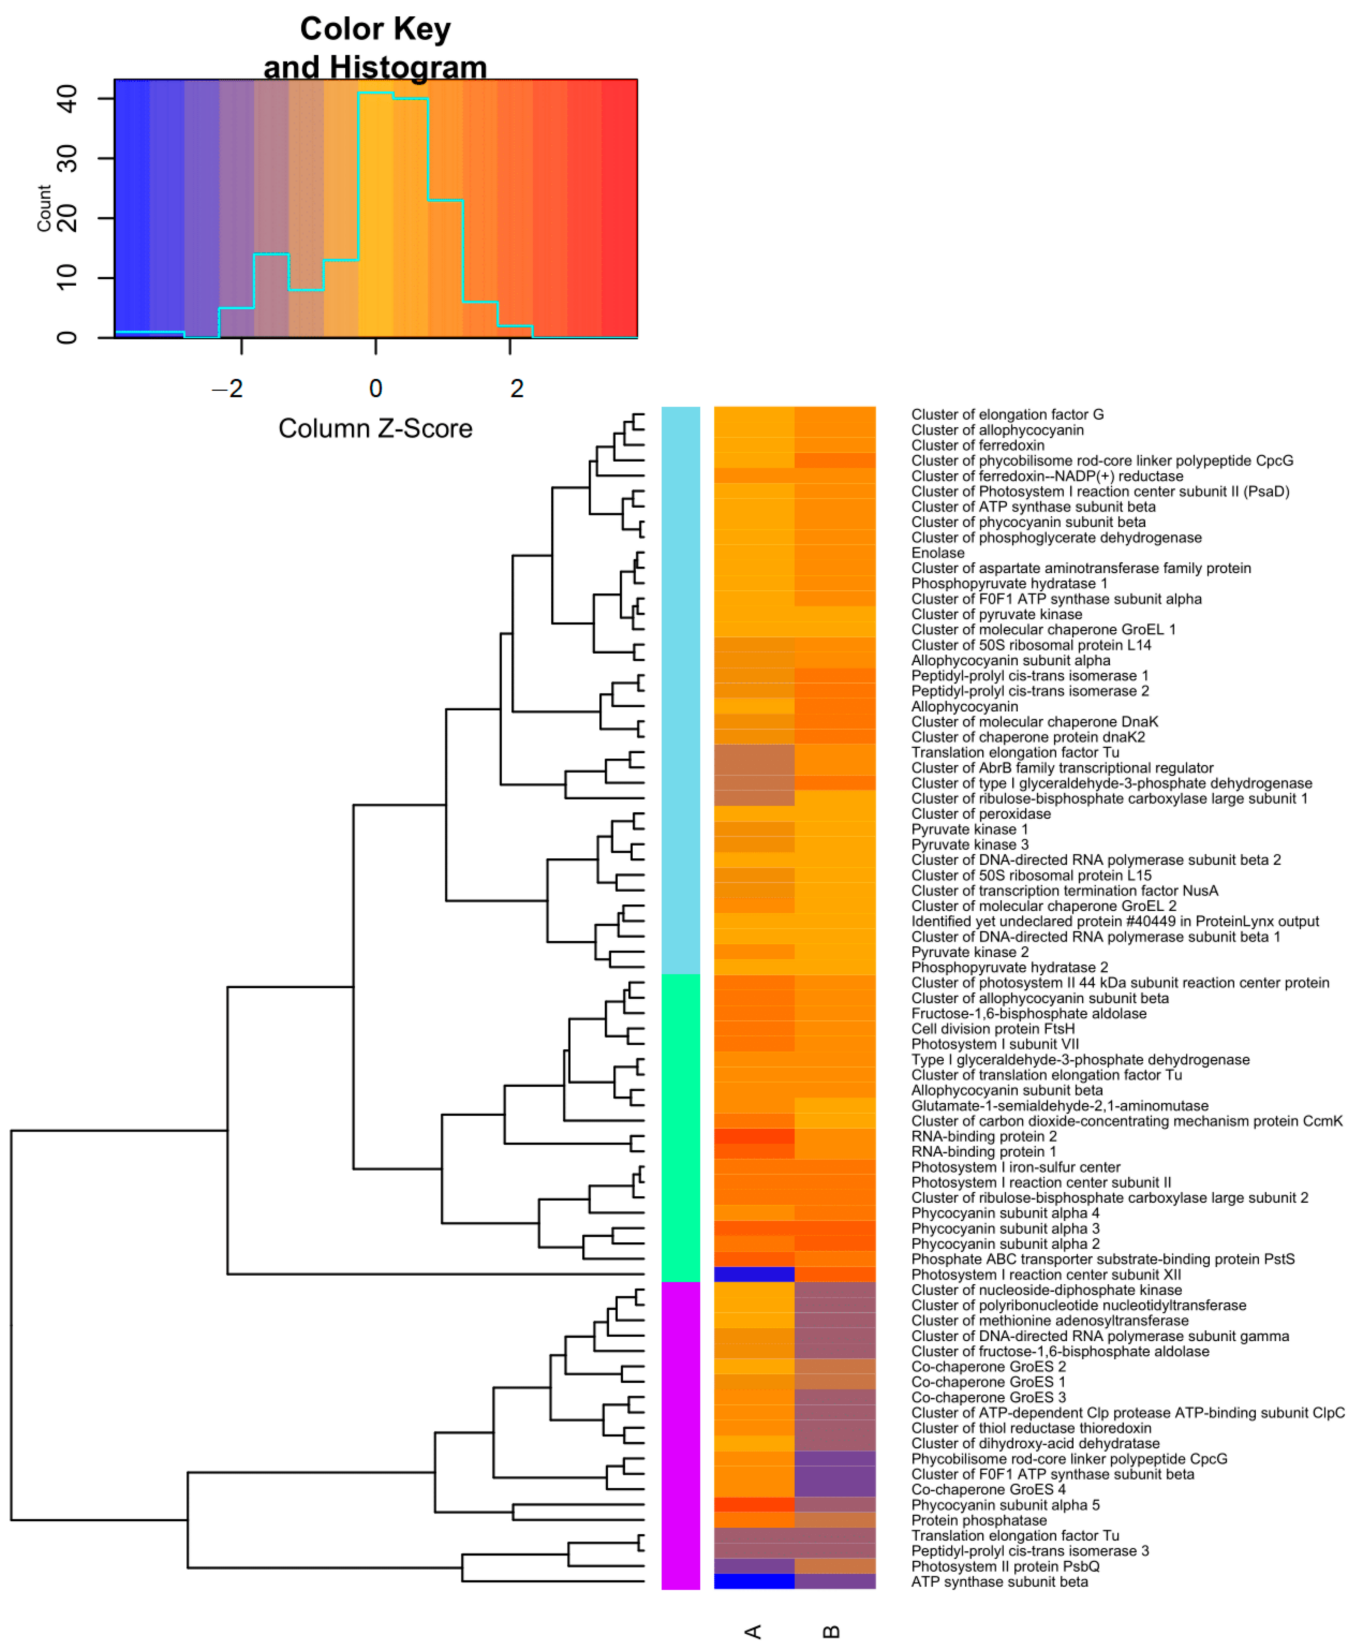 Color Key
and Histogram
Count
0
10
20
30
40
−2
0
2
Column Z-Score
Cluster of elongation factor G
Cluster of allophycocyanin
Cluster of ferredoxin
Cluster of phycobilisome rod-core linker polypeptide CpcG
Cluster of ferredoxin--NADP(+) reductase
Cluster of Photosystem I reaction center subunit II (PsaD)
Cluster of ATP synthase subunit beta
Cluster of phycocyanin subunit beta
Cluster of phosphoglycerate dehydrogenase
Enolase
Cluster of aspartate aminotransferase family protein
Phosphopyruvate hydratase 1
Cluster of F0F1 ATP synthase subunit alpha
Cluster of pyruvate kinase
Cluster of molecular chaperone GroEL 1
Cluster of 50S ribosomal protein L14
Allophycocyanin subunit alpha
Peptidyl-prolyl cis-trans isomerase 1
Peptidyl-prolyl cis-trans isomerase 2
Allophycocyanin
Cluster of molecular chaperone DnaK
Cluster of chaperone protein dnaK2
Translation elongation factor Tu
Cluster of AbrB family transcriptional regulator
Cluster of type I glyceraldehyde-3-phosphate dehydrogenase
Cluster of ribulose-bisphosphate carboxylase large subunit 1
Cluster of peroxidase
Pyruvate kinase 1
Pyruvate kinase 3
Cluster of DNA-directed RNA polymerase subunit beta 2
Cluster of 50S ribosomal protein L15
Cluster of transcription termination factor NusA
Cluster of molecular chaperone GroEL 2
Identified yet undeclared protein #40449 in ProteinLynx output
Cluster of DNA-directed RNA polymerase subunit beta 1
Pyruvate kinase 2
Phosphopyruvate hydratase 2
Cluster of photosystem II 44 kDa subunit reaction center protein
Cluster of allophycocyanin subunit beta
Fructose-1,6-bisphosphate aldolase
Cell division protein FtsH
Photosystem I subunit VII
Type I glyceraldehyde-3-phosphate dehydrogenase
Cluster of translation elongation factor Tu
Allophycocyanin subunit beta
Glutamate-1-semialdehyde-2,1-aminomutase
Cluster of carbon dioxide-concentrating mechanism protein CcmK
RNA-binding protein 2
RNA-binding protein 1
Photosystem I iron-sulfur center
Photosystem I reaction center subunit II
Cluster of ribulose-bisphosphate carboxylase large subunit 2
Phycocyanin subunit alpha 4
Phycocyanin subunit alpha 3
Phycocyanin subunit alpha 2
Phosphate ABC transporter substrate-binding protein PstS
Photosystem I reaction center subunit XII
Cluster of nucleoside-diphosphate kinase
Cluster of polyribonucleotide nucleotidyltransferase
Cluster of methionine adenosyltransferase
Cluster of DNA-directed RNA polymerase subunit gamma
Cluster of fructose-1,6-bisphosphate aldolase
Co-chaperone GroES 2
Co-chaperone GroES 1
Co-chaperone GroES 3
Cluster of ATP-dependent Clp protease ATP-binding subunit ClpC
Cluster of thiol reductase thioredoxin
Cluster of dihydroxy-acid dehydratase
Phycobilisome rod-core linker polypeptide CpcG
Cluster of F0F1 ATP synthase subunit beta
Co-chaperone GroES 4
Phycocyanin subunit alpha 5
Protein phosphatase
Translation elongation factor Tu
Peptidyl-prolyl cis-trans isomerase 3
Photosystem II protein PsbQ
ATP synthase subunit beta
A
B